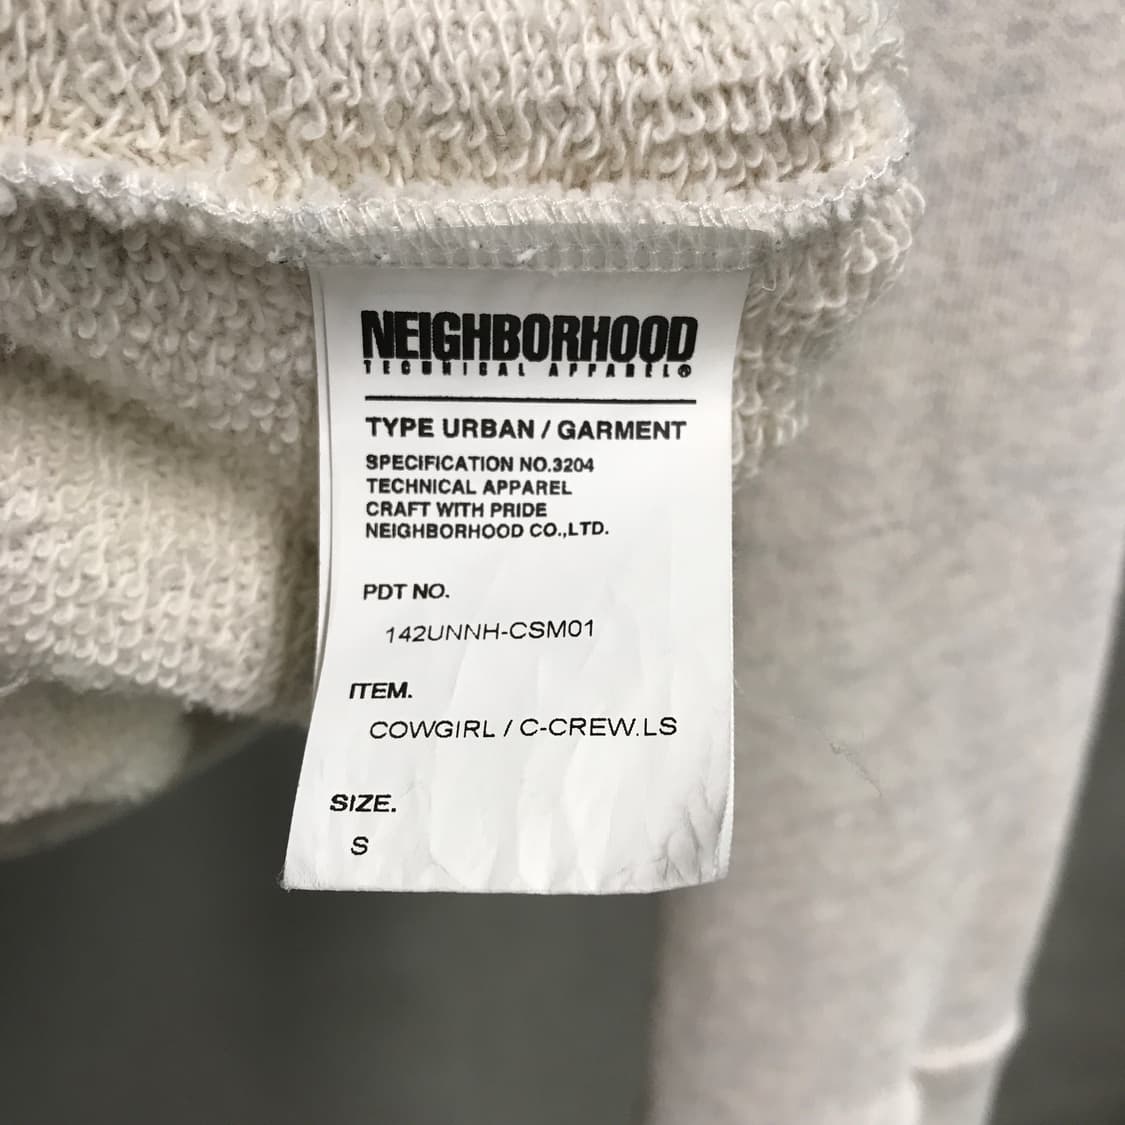 NEIGHBORHOOD
TECHNICAL APPAREL®
TYPE URBAN / GARMENT
SPECIFICATION NO.3204
TECHNICAL APPAREL
CRAFT WITH PRIDE
NEIGHBORHOOD CO.,LTD.
PDT NO.
142UNNH-CSM01
ITEM.
COWGIRL / C-CREW.LS
SIZE.
S